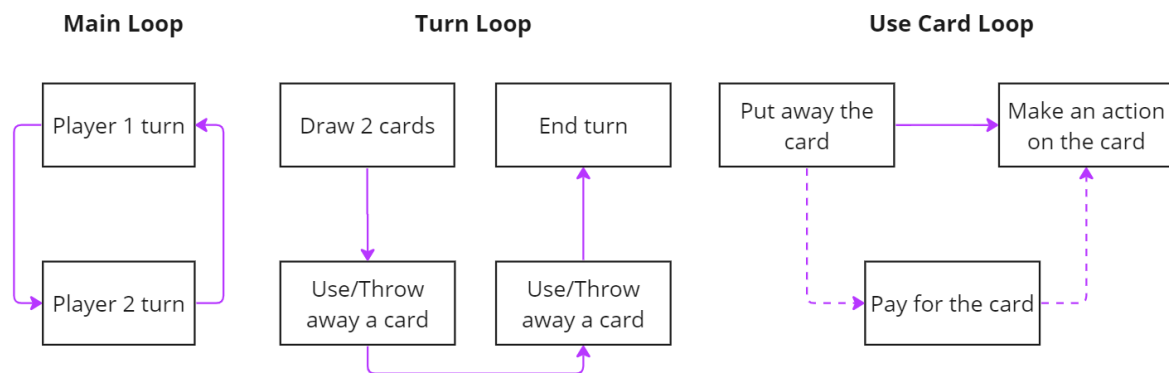 Main Loop
Player 1 turn
Player 2 turn
Turn Loop
Draw 2 cards
Use/Throw
away a card
Use/Throw
away a card
End turn
Use Card Loop
Put away the
card
Make an action
on the card
Pay for the card